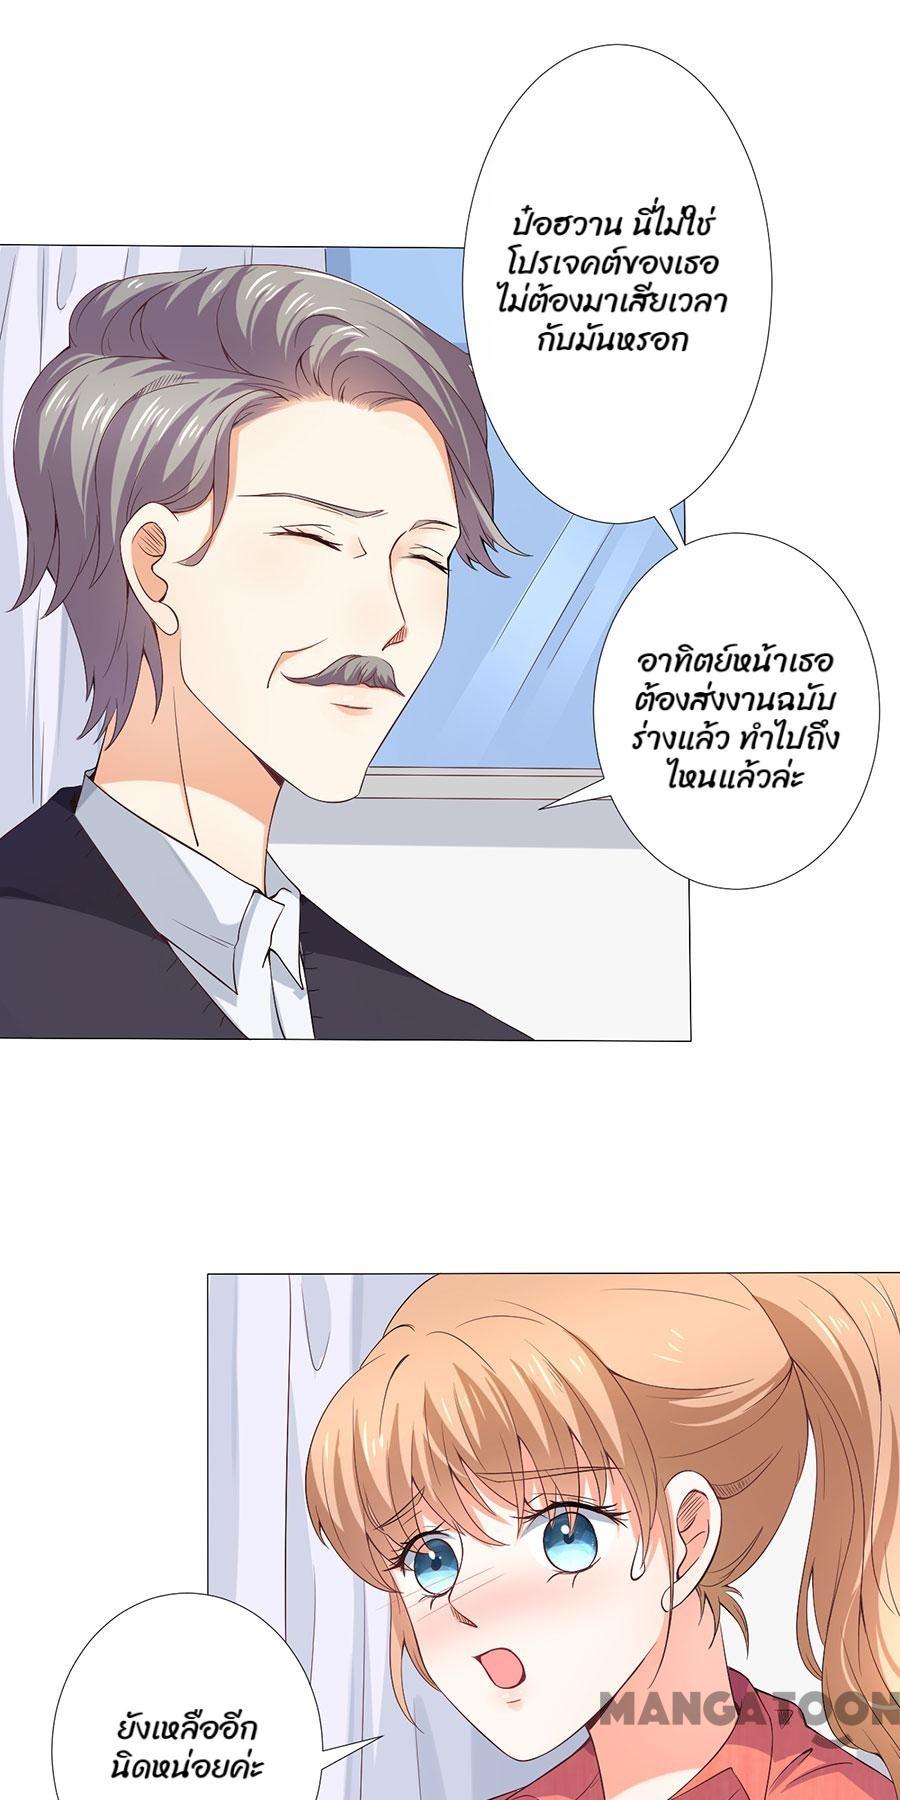 ป๋อฮวาน นี่ไม่ใช่
โปรเจคต์ของเธอ
ไม่ต้องมาเสียเวลา
กับมันหรอก
อาทิตย์หน้าเธอ
ต้องส่งงานฉบับ
ร่างแล้ว ทำไปถึง
ไหนแล้วล่ะ
ยังเหลืออีก
นิดหน่อยค่ะ
MANGATOON